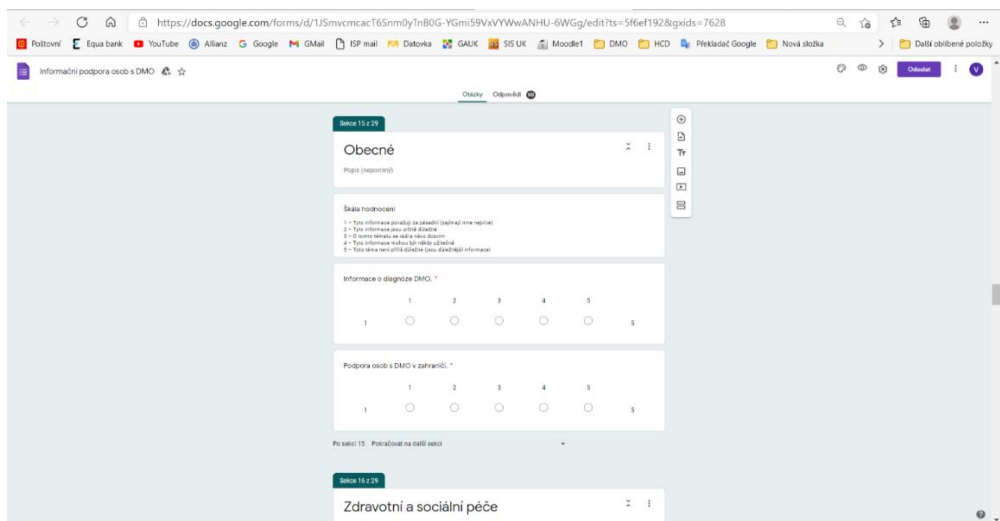 https://docs.google.com/forms/d/1JSmvcmcacT6Snm0yTnB0G-YGmi59VxVYWwANHU-6WGg/edit?ts=5f6ef192&gxids=7628
Poštovní Equa bank YouTube Allianz Google GMail ISP mail Datovka GAUK SIS UK Moodle1 DMO HCD Překladač Google Nová složka Další oblíbené položky
Informační podpora osob s DMO Odeslat V
Otázky Odpovědi
Sekce 15 z 29
Obecné
Popis (nepovinný)
Škála hodnocení
1 – Tyto informace považuji za zásadní (zajímají mne nejvíce)
2 – Tyto informace jsou určitě důležité
3 – O tomto tématu se rád/a něco dozvím
4 – Tyto informace mohou být někdy užitečné
5 – Toto téma není příliš důležité (jsou důležitější informace)
Informace o diagnóze DMO. *
1 2 3 4 5
1 5
Podpora osob s DMO v zahraničí. *
1 2 3 4 5
1 5
Po sekci 15 Pokračovat na další sekci
Sekce 16 z 29
Zdravotní a sociální péče